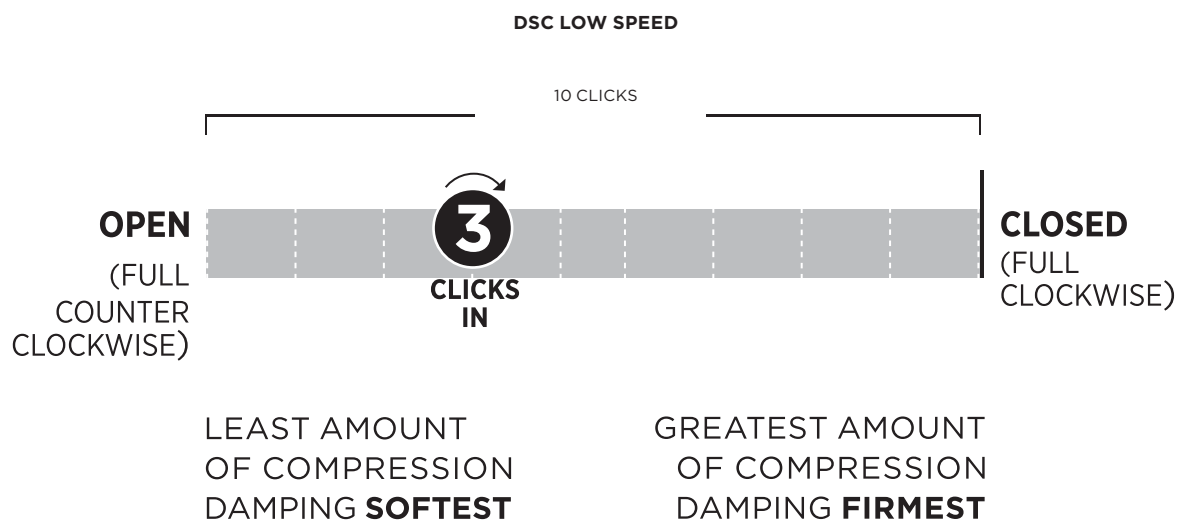 DSC LOW SPEED
10 CLICKS
OPEN
(FULL
COUNTER
CLOCKWISE)
3
CLICKS
IN
CLOSED
(FULL
CLOCKWISE)
LEAST AMOUNT
OF COMPRESSION
DAMPING SOFTEST
GREATEST AMOUNT
OF COMPRESSION
DAMPING FIRMEST